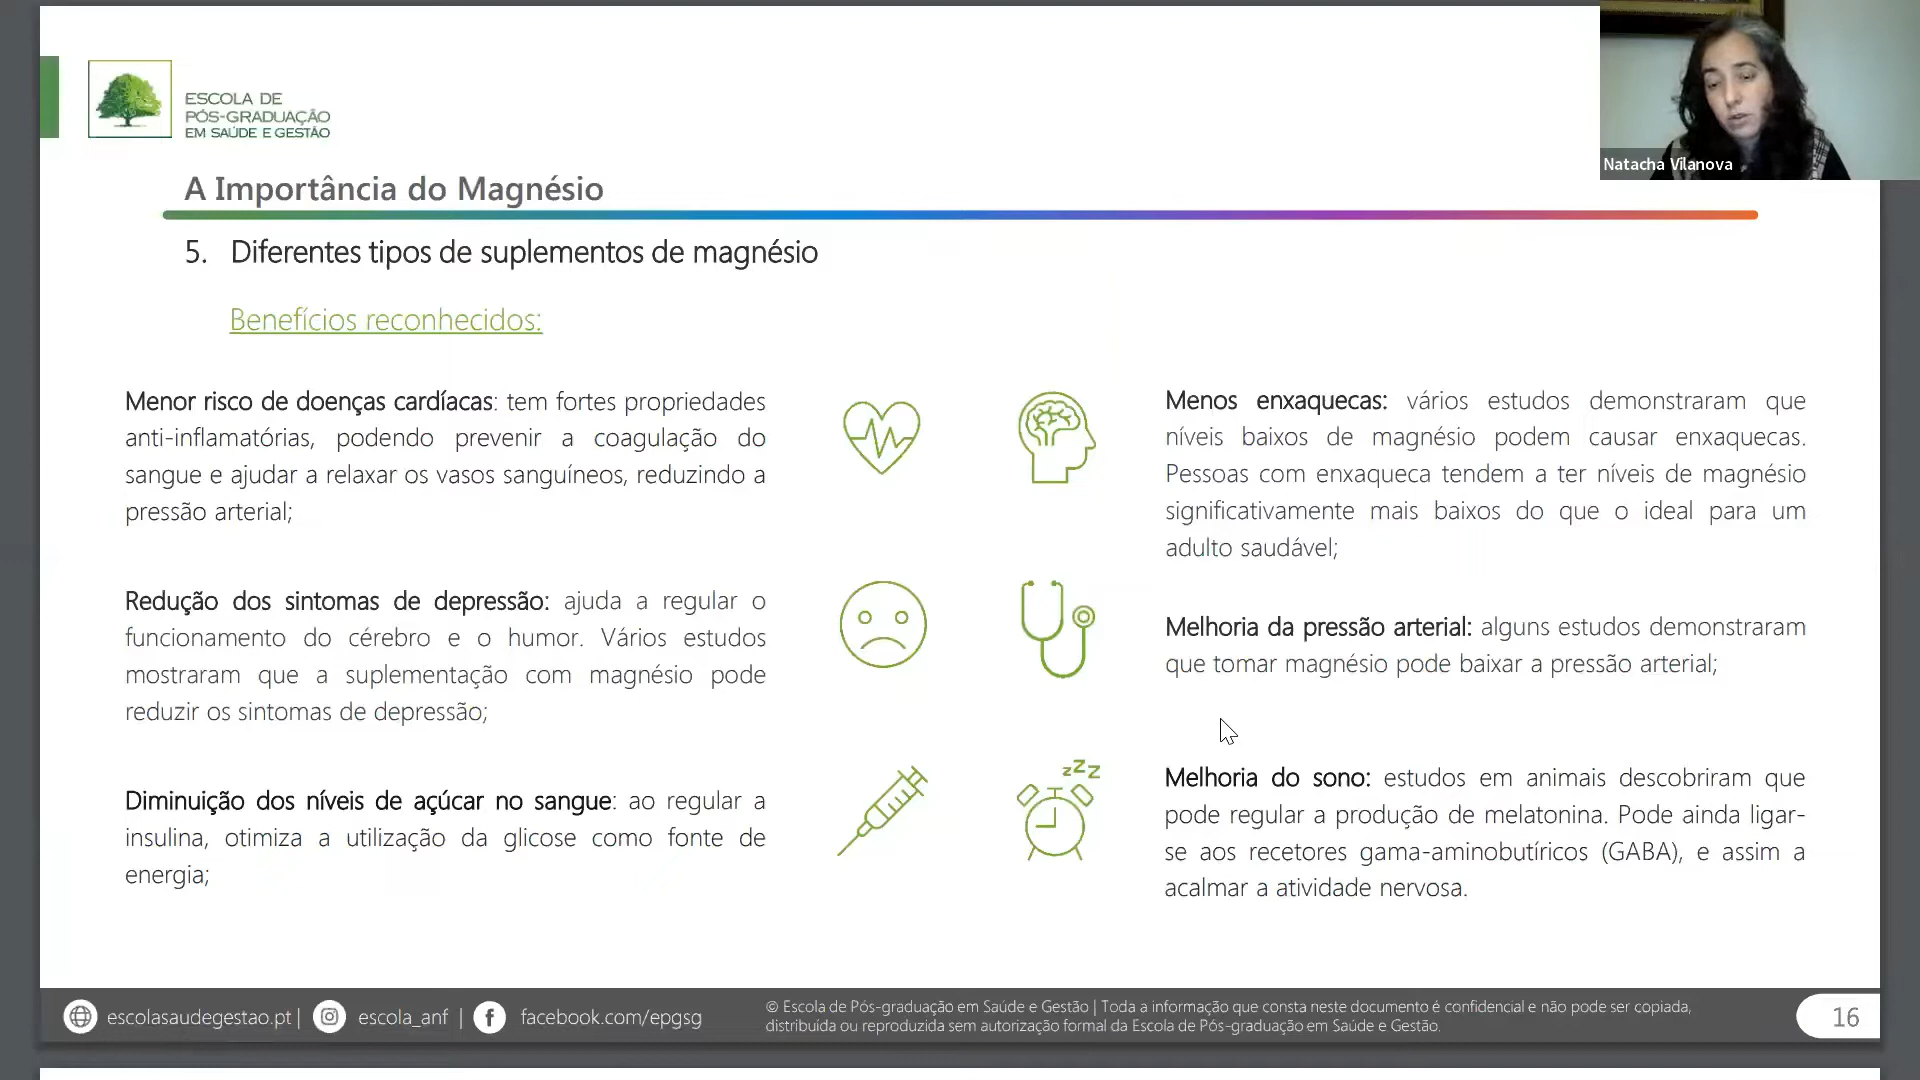 ESCOLA DE
PÓS-GRADUAÇÃO
EM SAÚDE E GESTÃO
Natacha Vilanova
A Importância do Magnésio
5. Diferentes tipos de suplementos de magnésio
Benefícios reconhecidos:
Menor risco de doenças cardíacas: tem fortes propriedades
anti-inflamatórias, podendo prevenir a coagulação do
sangue e ajudar a relaxar os vasos sanguíneos, reduzindo a
pressão arterial;
Redução dos sintomas de depressão: ajuda a regular o
funcionamento do cérebro e o humor. Vários estudos
mostraram que a suplementação com magnésio pode
reduzir os sintomas de depressão;
Diminuição dos níveis de açúcar no sangue: ao regular a
insulina, otimiza a utilização da glicose como fonte de
energia;
Menos enxaquecas: vários estudos demonstraram que
níveis baixos de magnésio podem causar enxaquecas.
Pessoas com enxaqueca tendem a ter níveis de magnésio
significativamente mais baixos do que o ideal para um
adulto saudável;
Melhoria da pressão arterial: alguns estudos demonstraram
que tomar magnésio pode baixar a pressão arterial;
zZZ
Melhoria do sono: estudos em animais descobriram que
pode regular a produção de melatonina. Pode ainda ligar-
se aos recetores gama-aminobutíricos (GABA), e assim a
acalmar a atividade nervosa.
escolasaudegestao.pt | escola_anf | facebook.com/epgsg
© Escola de Pós-graduação em Saúde e Gestão | Toda a informação que consta neste documento é confidencial e não pode ser copiada,
distribuída ou reproduzida sem autorização formal da Escola de Pós-graduação em Saúde e Gestão.
16